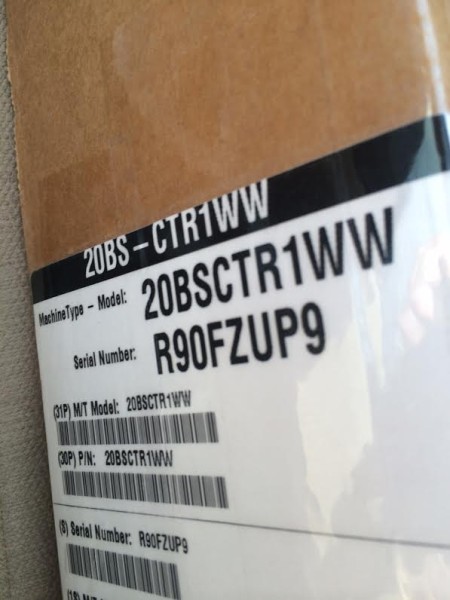 20BS-CTR1WW
MachineType - Model: 20BSCTR1WW
Serial Number: R90FZUP9
(31P) M/T Model: 20BSCTR1WW
(30P) P/N: 20BSCTR1WW
(S) Serial Number: R90FZUP9